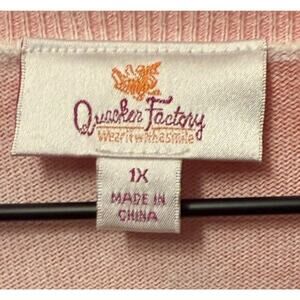 Quacker Factory
Wear it with a smile
1X
MADE IN
CHINA